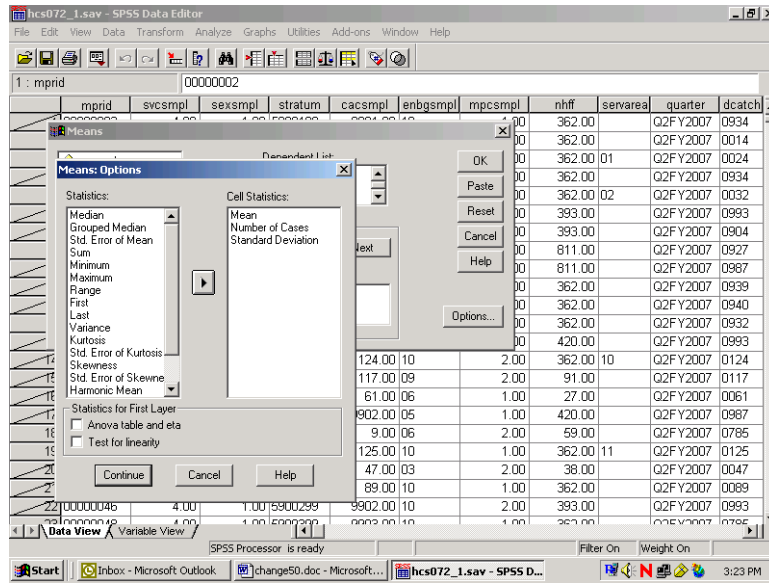 hcs072_1.sav - SPSS Data Editor
File Edit View Data Transform Analyze Graphs Utilities Add-ons Window Help
1 : mprid 00000002
mprid svcsmpl sexsmpl stratum cacsmpl enbgsmpl mpcsmpl nhff servarea quarter dcatch
362.00 Q2FY2007 0934
Means
362.00 Q2FY2007 0014
Dependent List:
OK
362.00 01 Q2FY2007 0024
Means: Options
362.00 Q2FY2007 0934
Paste
362.00 02 Q2FY2007 0032
Statistics: Cell Statistics:
Reset
393.00 Q2FY2007 0993
Median Mean
Grouped Median Number of Cases
Cancel
393.00 Q2FY2007 0904
Std. Error of Mean Standard Deviation
Next
811.00 Q2FY2007 0927
Sum
Help
Minimum
811.00 Q2FY2007 0987
Maximum
362.00 Q2FY2007 0939
Range
First
362.00 Q2FY2007 0940
Last
Options...
362.00 Q2FY2007 0932
Variance
Kurtosis
420.00 Q2FY2007 0993
Std. Error of Kurtosis
124.00 10 2.00 362.00 10 Q2FY2007 0124
Skewness
Std. Error of Skewne
117.00 09 2.00 91.00 Q2FY2007 0117
Harmonic Mean
61.00 06 1.00 27.00 Q2FY2007 0061
Statistics for First Layer
9902.00 05 1.00 420.00 Q2FY2007 0987
Anova table and eta
9.00 06 2.00 59.00 Q2FY2007 0785
Test for linearity
125.00 10 1.00 362.00 11 Q2FY2007 0125
Continue Cancel Help
47.00 03 2.00 38.00 Q2FY2007 0047
89.00 10 1.00 362.00 Q2FY2007 0089
22 00000046 4.00 1.00 5900299 9902.00 10 2.00 393.00 Q2FY2007 0993
Data View Variable View
SPSS Processor is ready Filter On Weight On
Start Inbox - Microsoft Outlook change50.doc - Microsoft... hcs072_1.sav - SPSS D... 3:23 PM